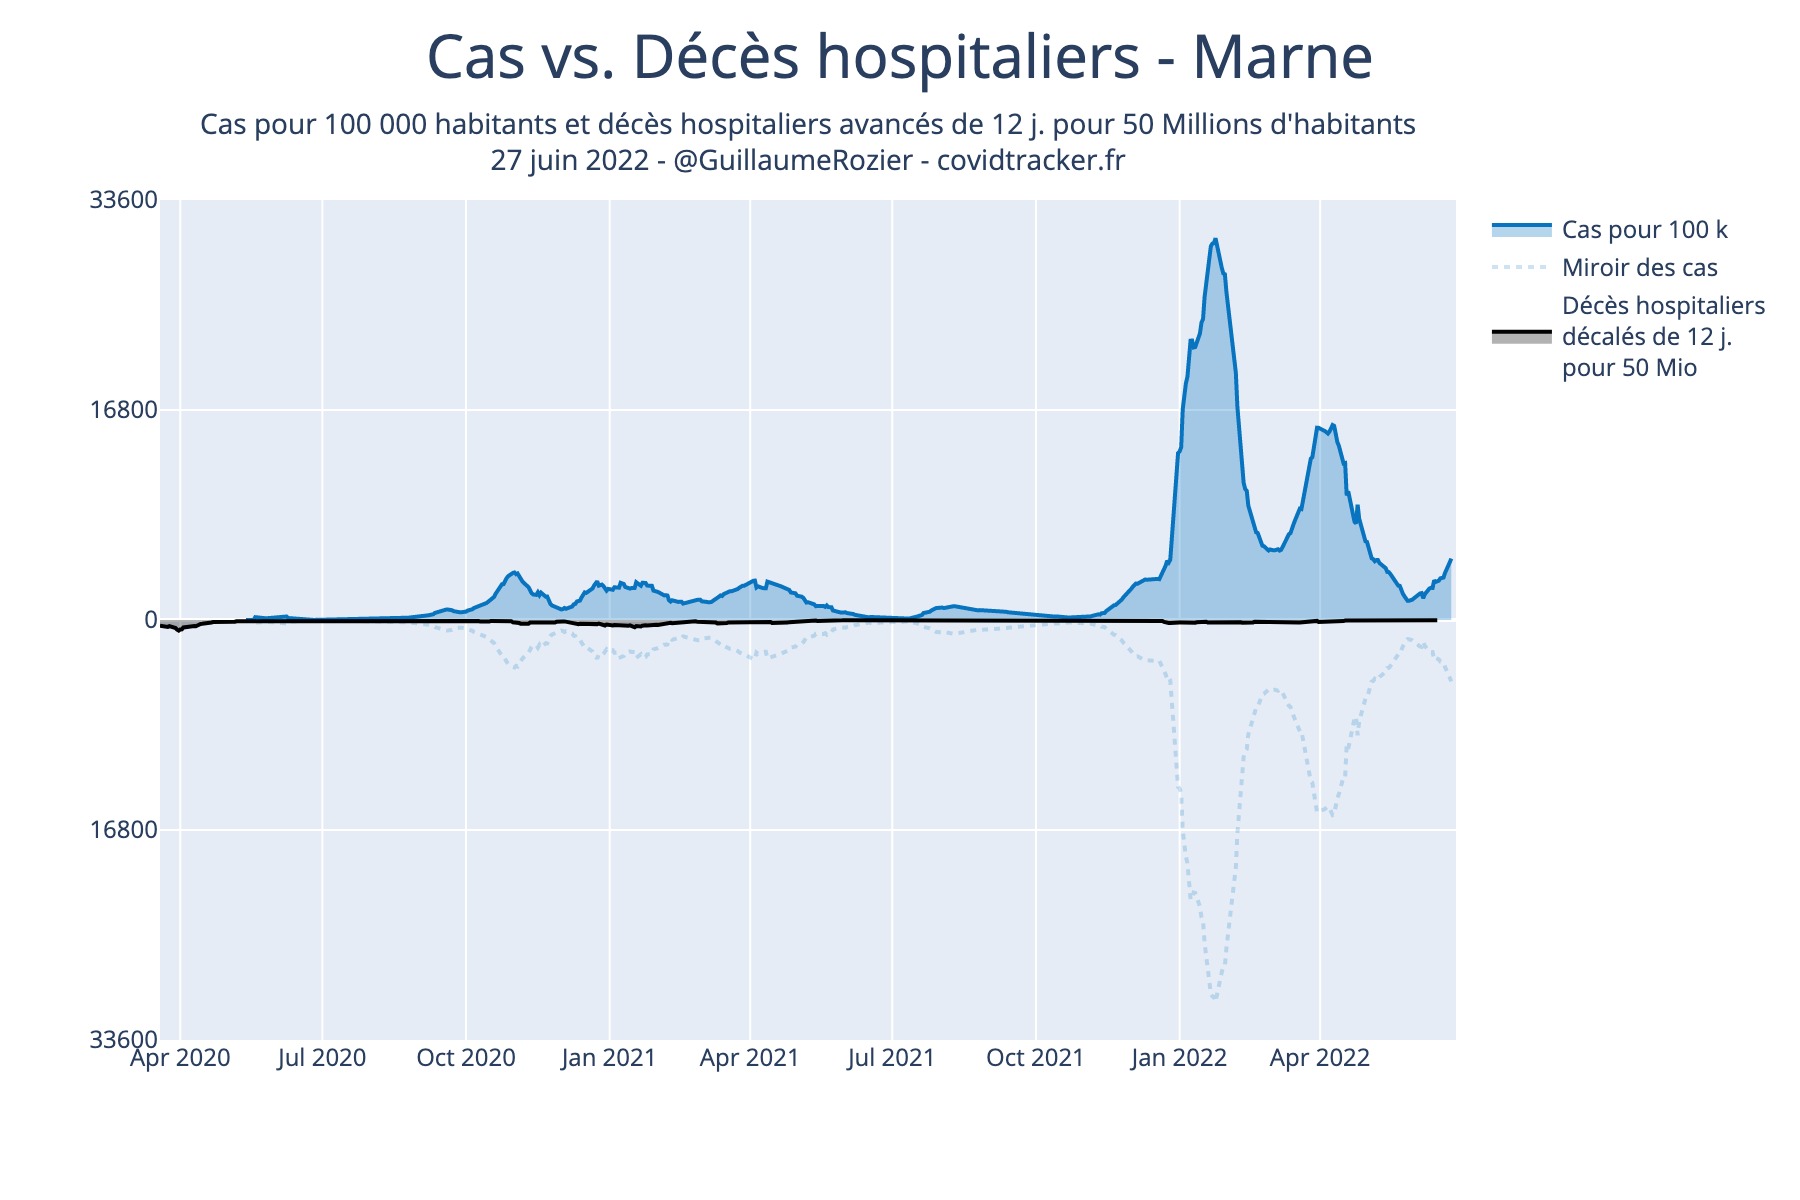 Cas vs. Décès hospitaliers - Marne
Cas pour 100 000 habitants et décès hospitaliers avancés de 12 j. pour 50 Millions d'habitants
27 juin 2022 - @GuillaumeRozier - covidtracker.fr
33600
16800
0
16800
33600
Apr 2020
Jul 2020
Oct 2020
Jan 2021
Apr 2021
Jul 2021
Oct 2021
Jan 2022
Apr 2022
Cas pour 100 k
Miroir des cas
Décès hospitaliers
décalés de 12 j.
pour 50 Mio